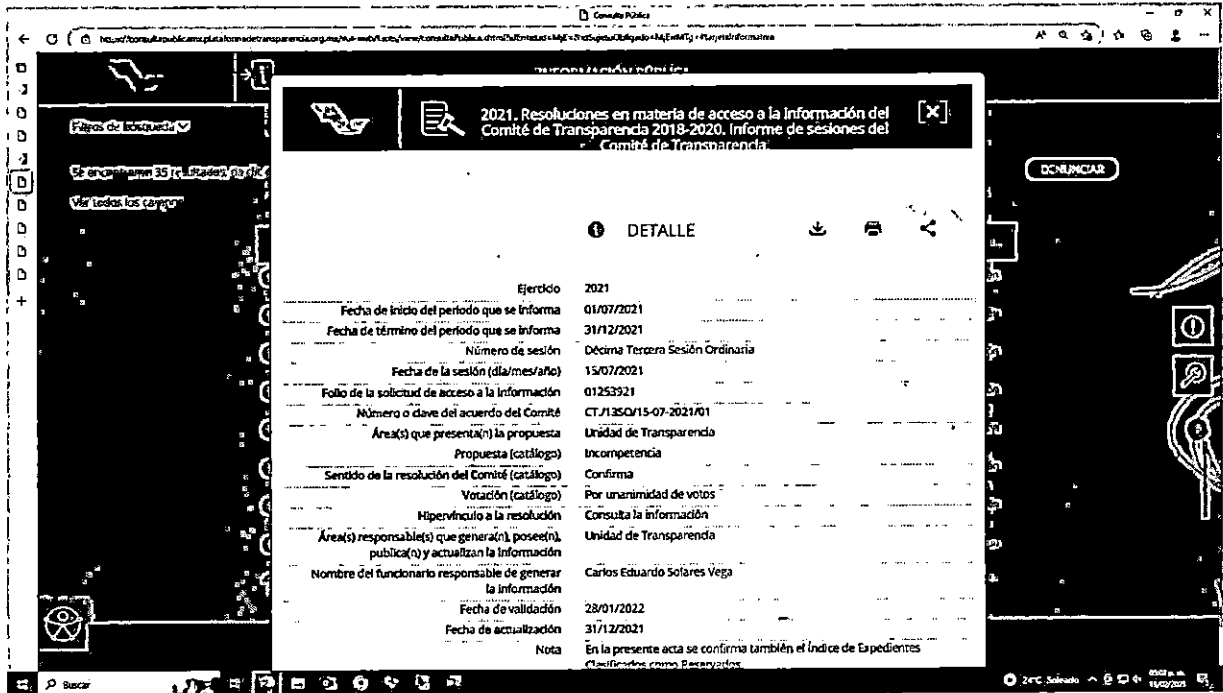 Consulta Pública
INFORMACIÓN PÚBLICA
2021. Resoluciones en materia de acceso a la información del
Comité de Transparencia 2018-2020. Informe de sesiones del
Comité de Transparencia
[×]
Filtros de búsqueda
Se encontraron 35 resultados, da clic
Ver todos los campos
DENUNCIAR
DETALLE
Ejercicio 2021
Fecha de inicio del periodo que se informa 01/07/2021
Fecha de término del periodo que se informa 31/12/2021
Número de sesión Décima Tercera Sesión Ordinaria
Fecha de la sesión (día/mes/año) 15/07/2021
Folio de la solicitud de acceso a la información 01253921
Número o clave del acuerdo del Comité CT./13SO/15-07-2021/01
Área(s) que presenta(n) la propuesta Unidad de Transparencia
Propuesta (catálogo) Incompetencia
Sentido de la resolución del Comité (catálogo) Confirma
Votación (catálogo) Por unanimidad de votos
Hipervínculo a la resolución Consulta la información
Área(s) responsable(s) que genera(n), posee(n), Unidad de Transparencia
publica(n) y actualizan la información
Nombre del funcionario responsable de generar Carlos Eduardo Solares Vega
la información
Fecha de validación 28/01/2022
Fecha de actualización 31/12/2021
Nota En la presente acta se confirma también el Índice de Expedientes
Clasificados como Reservados
Buscar
24°C Soleado